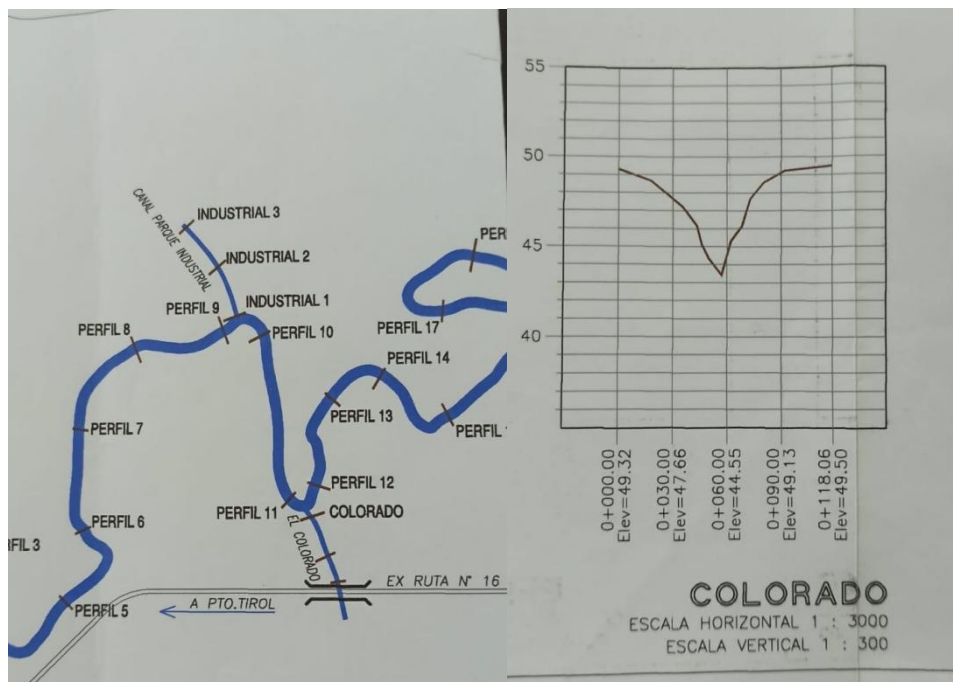 CANAL PARQUE INDUSTRIAL
INDUSTRIAL 3
INDUSTRIAL 2
INDUSTRIAL 1
PERFIL 9
PERFIL 10
PERFIL 8
PERFIL 7
PERFIL 6
PERFIL 5
PERFIL 17
PERFIL 14
PERFIL 13
PERFIL 12
PERFIL 11
COLORADO
EL COLORADO
EX RUTA N° 16
A PTO.TIROL
55
50
45
40
0+000.00
Elev=49.32
0+030.00
Elev=47.66
0+060.00
Elev=44.55
0+090.00
Elev=49.13
0+118.06
Elev=49.50
COLORADO
ESCALA HORIZONTAL 1 : 3000
ESCALA VERTICAL 1 : 300